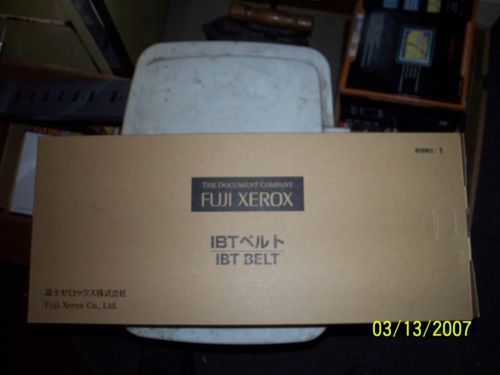 THE DOCUMENT COMPANY
FUJI XEROX
IBTベルト
IBT BELT
富士ゼロックス株式会社
Fuji Xerox Co., Ltd.
03/13/2007